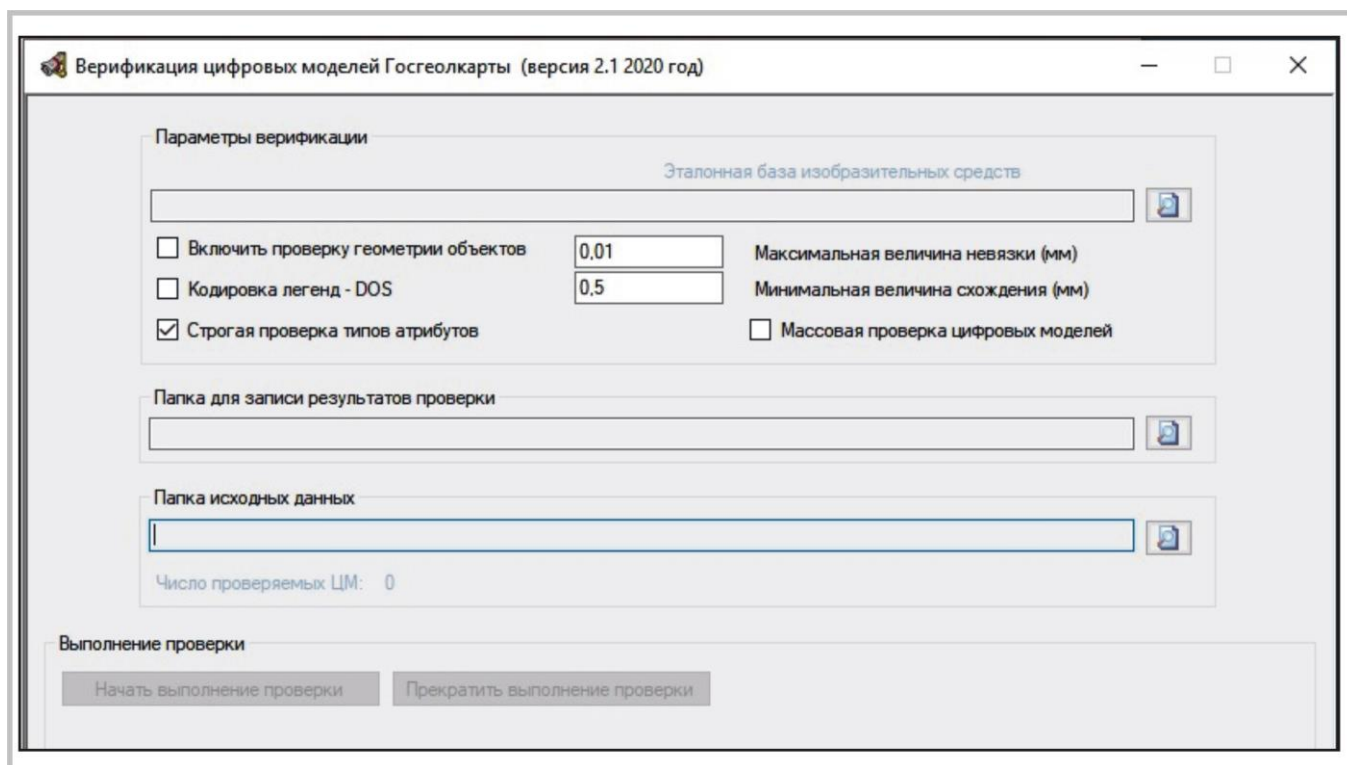 Верификация цифровых моделей Госгеолкарты (версия 2.1 2020 год)
Параметры верификации
Эталонная база изобразительных средств
Включить проверку геометрии объектов 0,01 Максимальная величина невязки (мм)
Кодировка легенд - DOS 0,5 Минимальная величина схождения (мм)
Строгая проверка типов атрибутов Массовая проверка цифровых моделей
Папка для записи результатов проверки
Папка исходных данных
Число проверяемых ЦМ: 0
Выполнение проверки
Начать выполнение проверки Прекратить выполнение проверки